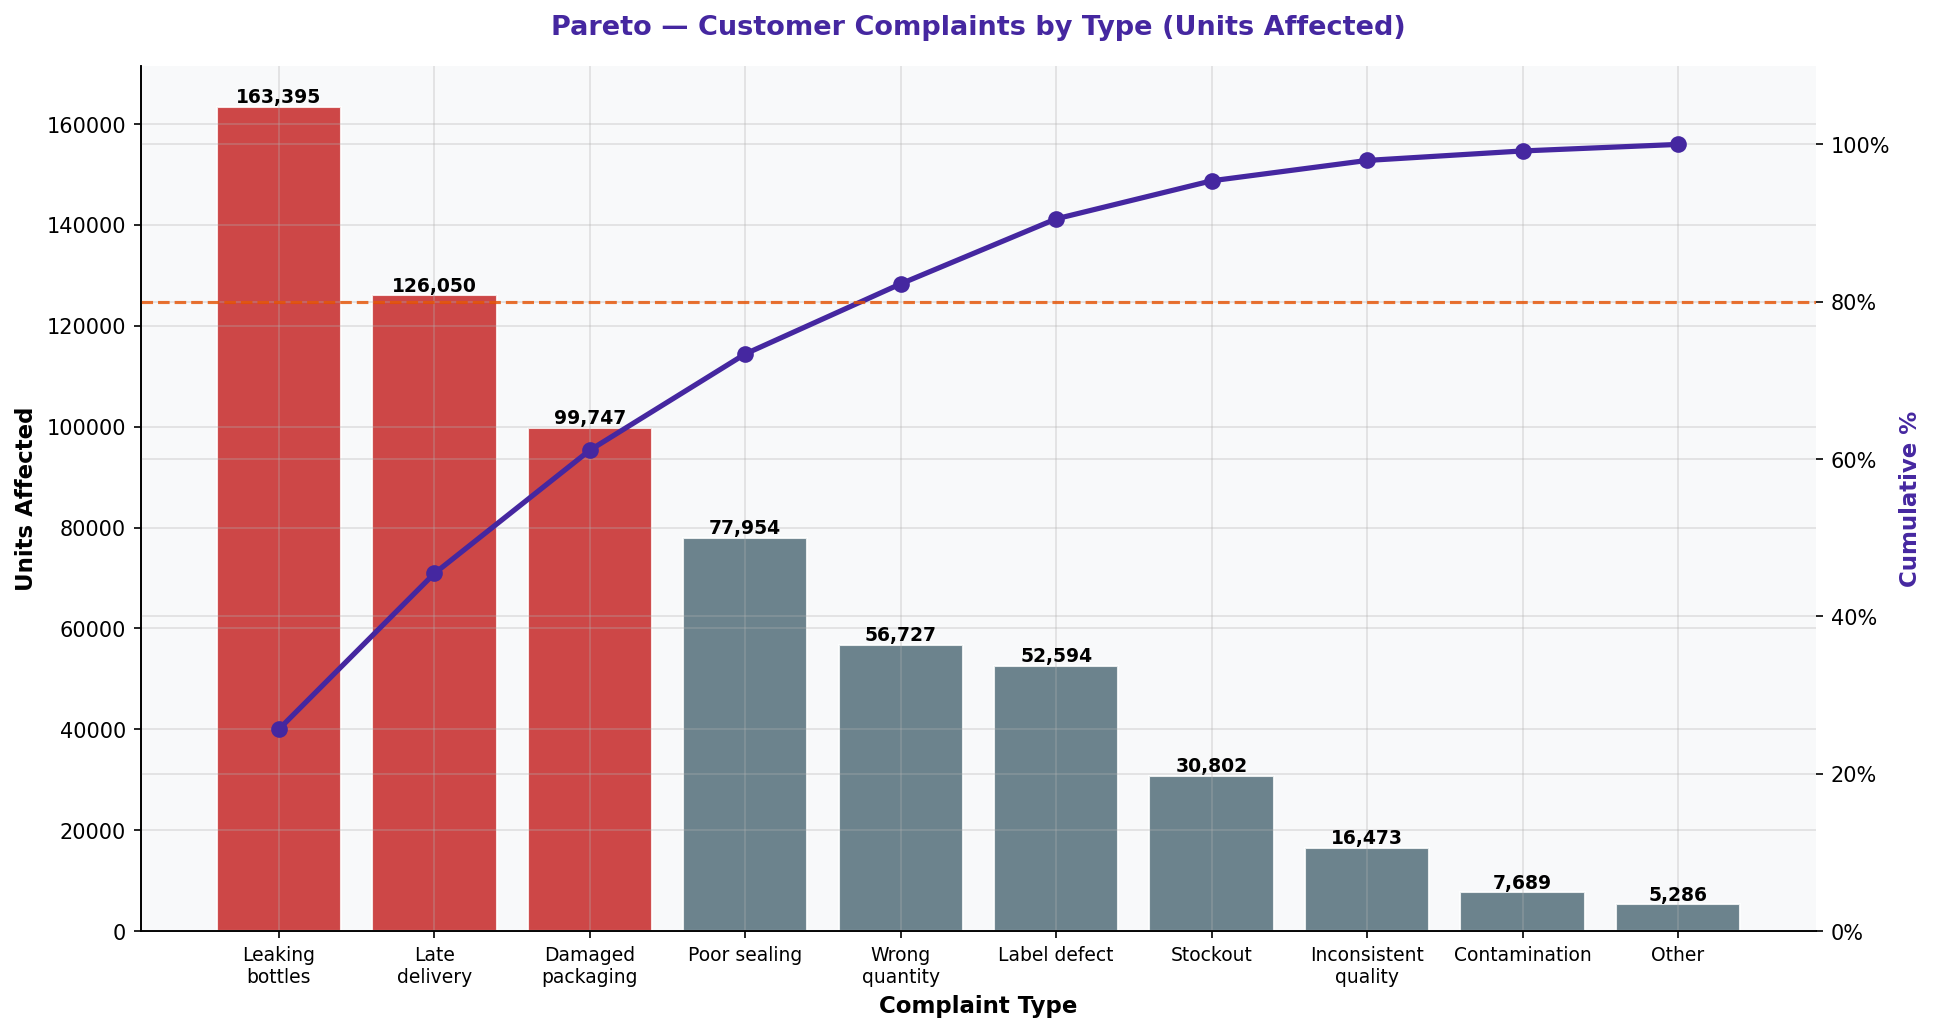 Pareto — Customer Complaints by Type (Units Affected)
Units Affected
160000
140000
120000
100000
80000
60000
40000
20000
0
163,395
126,050
99,747
77,954
56,727
52,594
30,802
16,473
7,689
5,286
100%
80%
60%
40%
20%
0%
Cumulative %
Leaking
bottles
Late
delivery
Damaged
packaging
Poor sealing
Wrong
quantity
Label defect
Stockout
Inconsistent
quality
Contamination
Other
Complaint Type